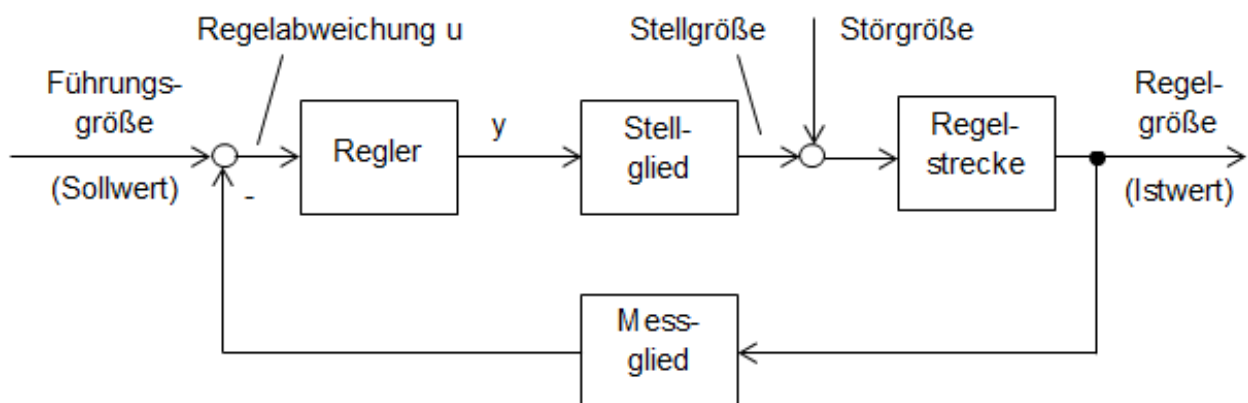 Regelabweichung u
Stellgröße
Störgröße
Führungs-
größe
(Sollwert)
-
Regler
y
Stell-
glied
Regel-
strecke
Regel-
größe
(Istwert)
Mess-
glied